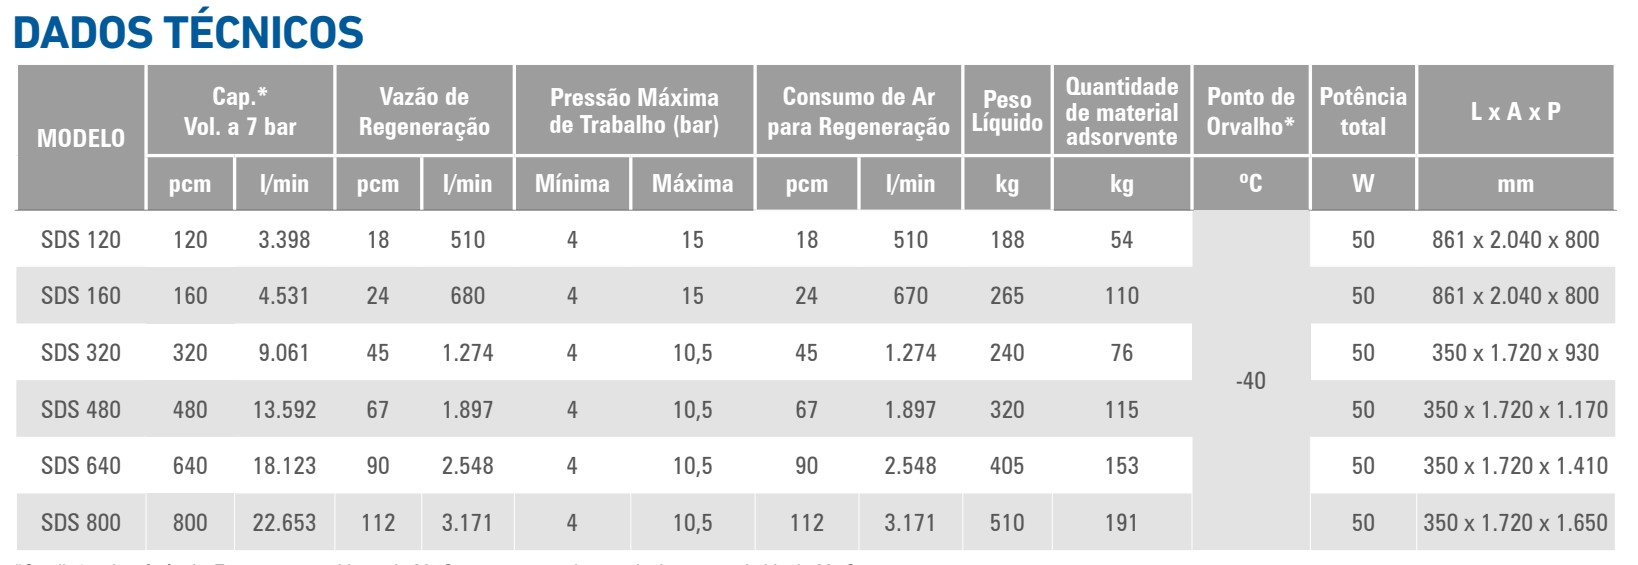 DADOS TÉCNICOS
MODELO | Cap.* Vol. a 7 bar | Vazão de Regeneração | Pressão Máxima de Trabalho (bar) | Consumo de Ar para Regeneração | Peso Líquido | Quantidade de material adsorvente | Ponto de Orvalho* | Potência total | L x A x P
pcm | l/min | pcm | l/min | Mínima | Máxima | pcm | l/min | kg | kg | ºC | W | mm
SDS 120 | 120 | 3.398 | 18 | 510 | 4 | 15 | 18 | 510 | 188 | 54 | 50 | 861 x 2.040 x 800
SDS 160 | 160 | 4.531 | 24 | 680 | 4 | 15 | 24 | 670 | 265 | 110 | 50 | 861 x 2.040 x 800
SDS 320 | 320 | 9.061 | 45 | 1.274 | 4 | 10,5 | 45 | 1.274 | 240 | 76 | 50 | 350 x 1.720 x 930
-40
SDS 480 | 480 | 13.592 | 67 | 1.897 | 4 | 10,5 | 67 | 1.897 | 320 | 115 | 50 | 350 x 1.720 x 1.170
SDS 640 | 640 | 18.123 | 90 | 2.548 | 4 | 10,5 | 90 | 2.548 | 405 | 153 | 50 | 350 x 1.720 x 1.410
SDS 800 | 800 | 22.653 | 112 | 3.171 | 4 | 10,5 | 112 | 3.171 | 510 | 191 | 50 | 350 x 1.720 x 1.650